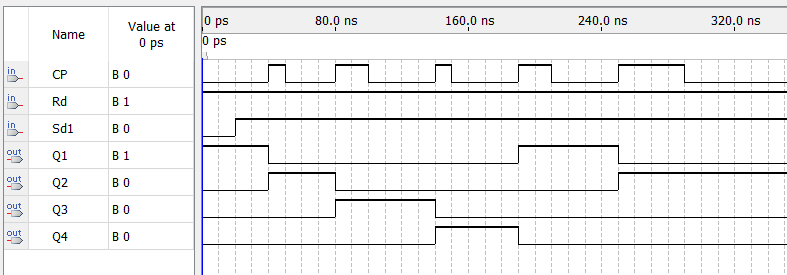 Name
Value at
0 ps
0 ps
80.0 ns
160.0 ns
240.0 ns
320.0 ns
0 ps
in CP B 0
in Rd B 1
in Sd1 B 0
out Q1 B 1
out Q2 B 0
out Q3 B 0
out Q4 B 0